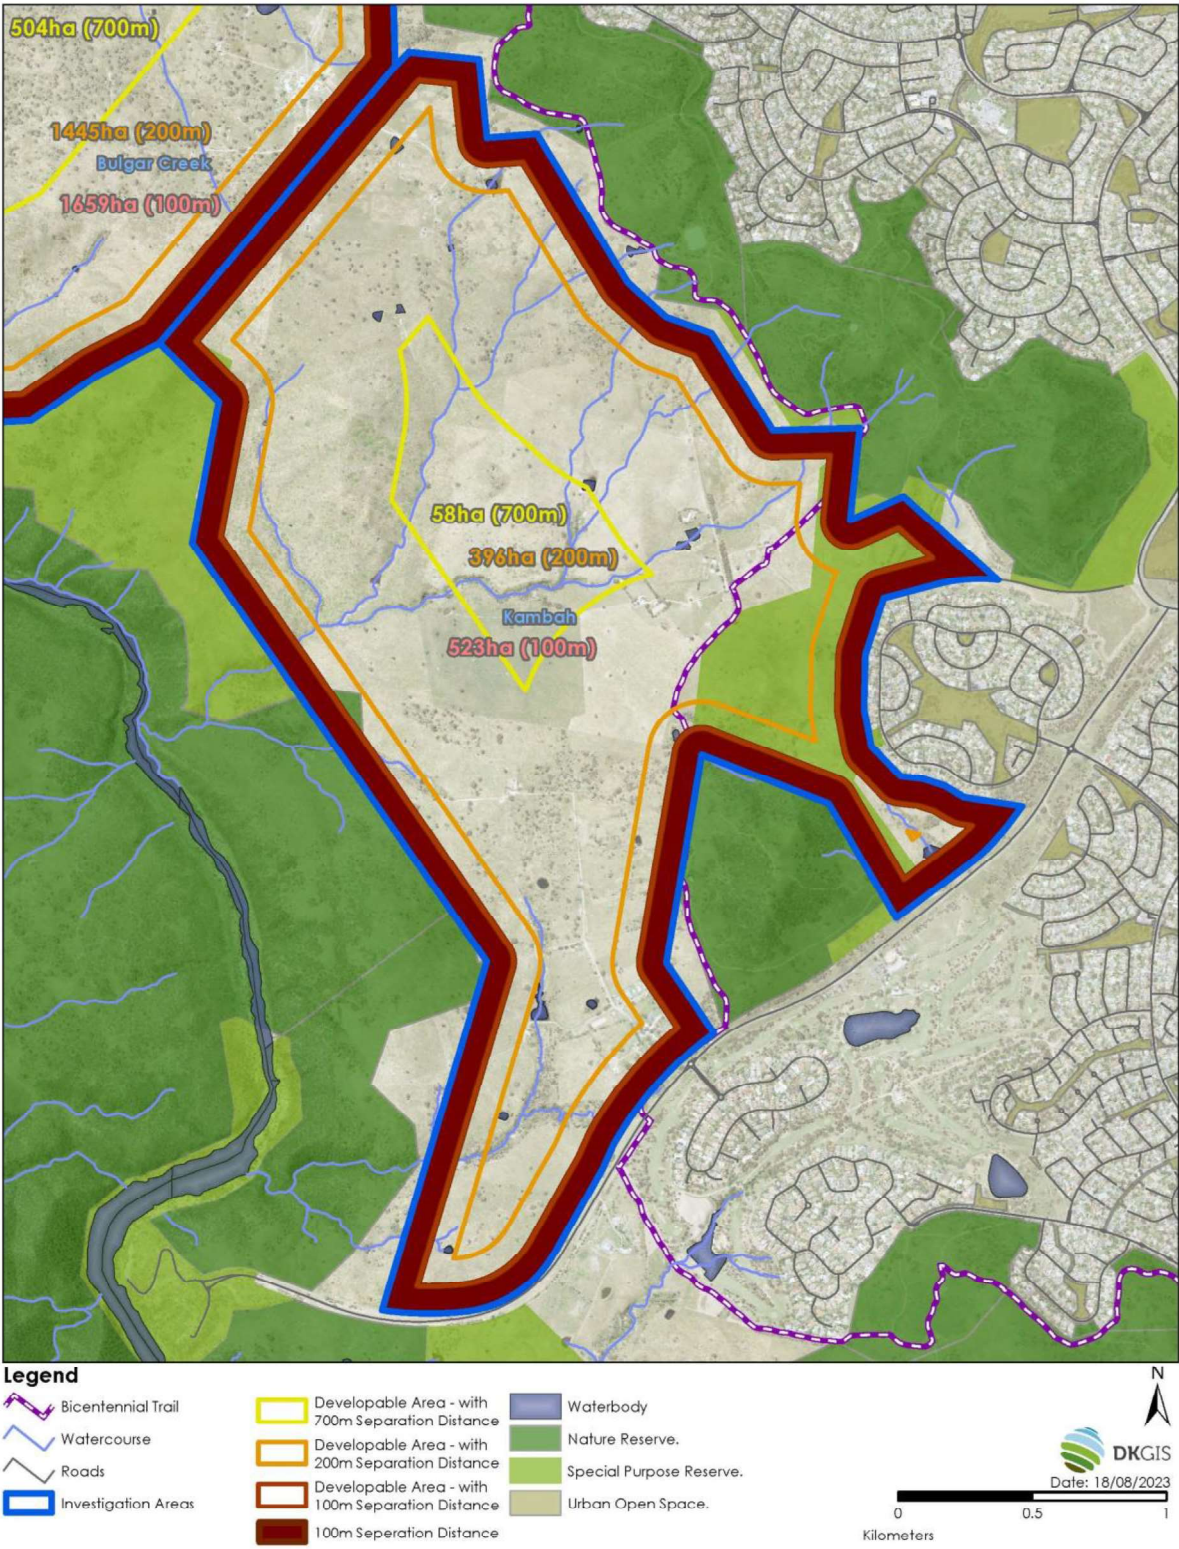 504ha (700m)
1445ha (200m)
Bulgar Creek
1659ha (100m)
58ha (700m)
396ha (200m)
Kambah
523ha (100m)
Legend
Bicentennial Trail
Watercourse
Roads
Investigation Areas
Developable Area - with
700m Separation Distance
Developable Area - with
200m Separation Distance
Developable Area - with
100m Separation Distance
100m Seperation Distance
Waterbody
Nature Reserve.
Special Purpose Reserve.
Urban Open Space.
N
DKGIS
Date: 18/08/2023
0 0.5 1
Kilometers